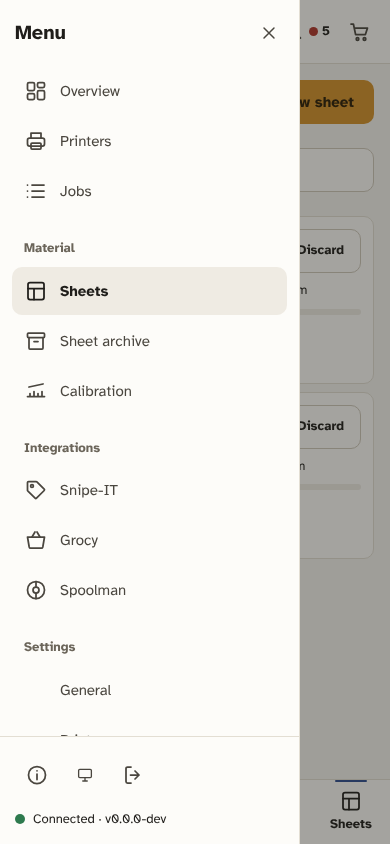 Menu
5
w sheet
Overview
Printers
Jobs
Material
Discard
Sheets
Sheet archive
Calibration
Discard
Integrations
Snipe-IT
Grocy
Spoolman
Settings
General
Sheets
Connected · v0.0.0-dev